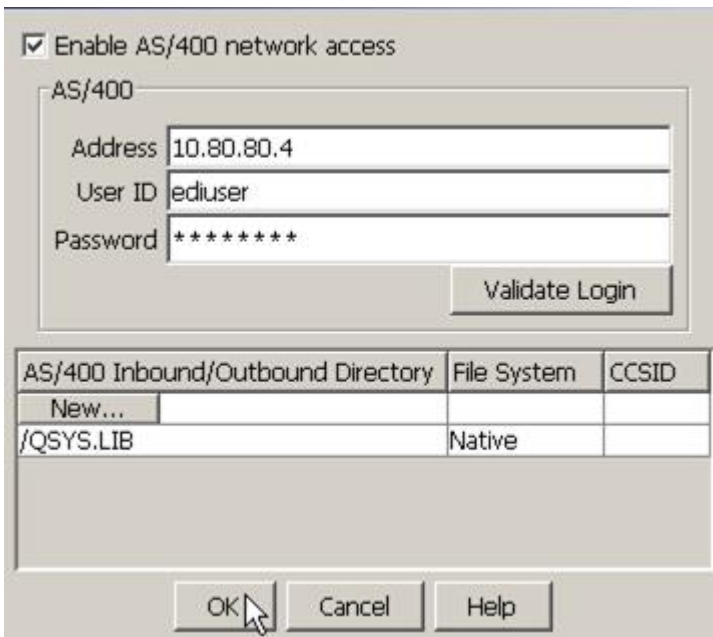 Enable AS/400 network access
AS/400
Address 10.80.80.4
User ID ediuser
Password ********
Validate Login
AS/400 Inbound/Outbound Directory File System CCSID
New...
/QSYS.LIB Native
OK Cancel Help